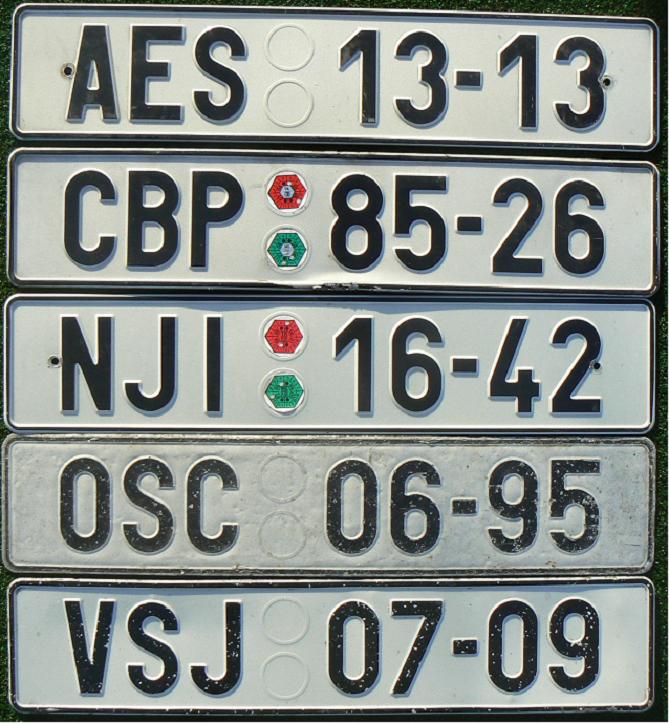 AES 13-13
CBP 85-26
NJI 16-42
OSC 06-95
VSJ 07-09